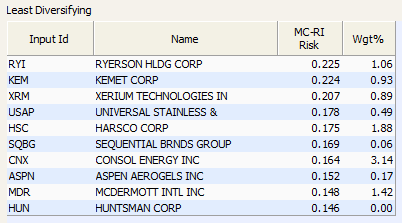 Least Diversifying
Input Id Name MC-RI Risk Wgt%
RYI RYERSON HLDG CORP 0.225 1.06
KEM KEMET CORP 0.224 0.93
XRM XERIUM TECHNOLOGIES IN 0.207 0.89
USAP UNIVERSAL STAINLESS & 0.178 0.49
HSC HARSCO CORP 0.175 1.88
SQBG SEQUENTIAL BRNDS GROUP 0.169 0.06
CNX CONSOL ENERGY INC 0.164 3.14
ASPN ASPEN AEROGELS INC 0.152 0.17
MDR MCDERMOTT INTL INC 0.148 1.42
HUN HUNTSMAN CORP 0.146 0.00